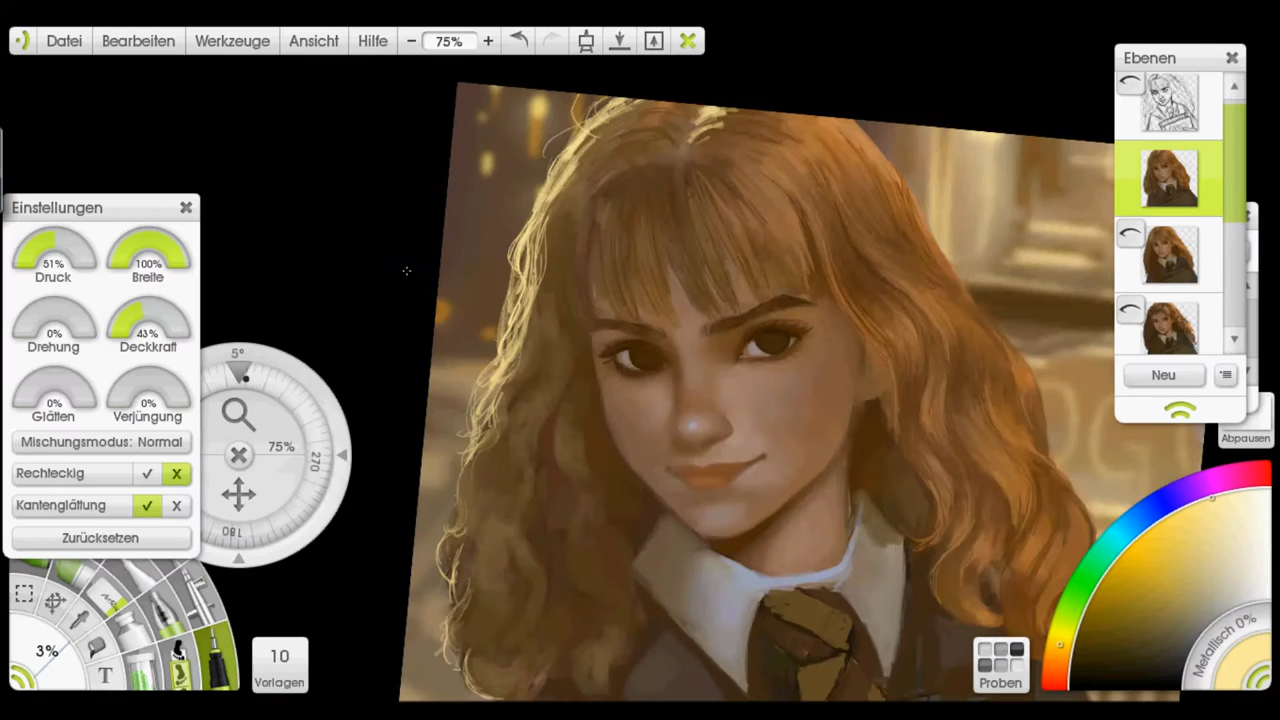 Datei Bearbeiten Werkzeuge Ansicht Hilfe − 75% +
Ebenen
Neu
Abpausen
Einstellungen
51%
Druck
100%
Breite
0%
Drehung
43%
Deckkraft
0%
Glätten
0%
Verjüngung
Mischungsmodus: Normal
Rechteckig
Kantenglättung
Zurücksetzen
5°
75%
270
180
3%
T
10
Vorlagen
Proben
Metallisch 0%